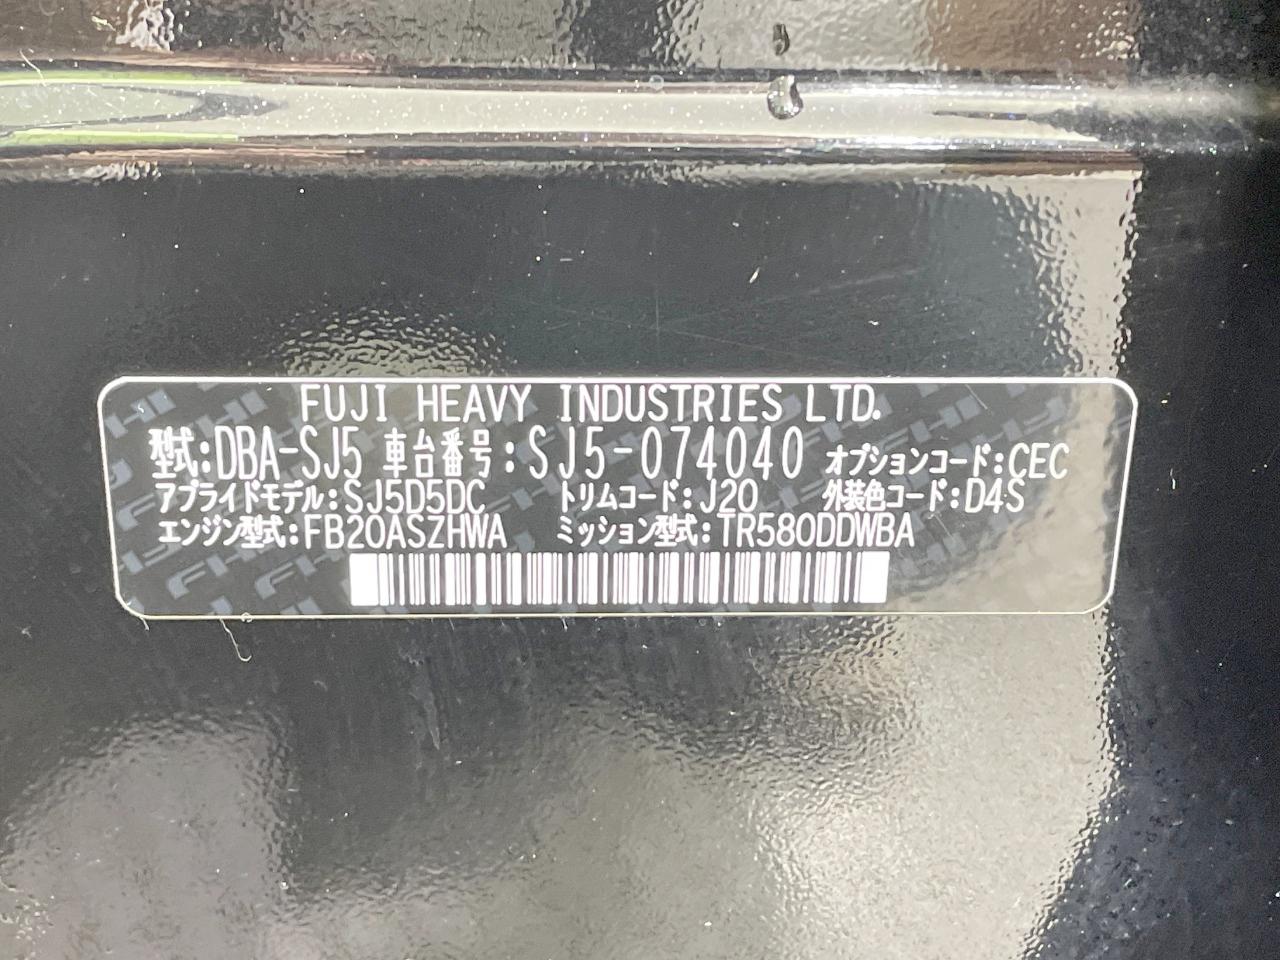 FUJI HEAVY INDUSTRIES LTD.
型式:DBA-SJ5 車台番号:SJ5-074040 オプションコード:CEC
アプライドモデル:SJ5D5DC トリムコード:J20 外装色コード:D4S
エンジン型式:FB20ASZHWA ミッション型式:TR580DDWBA